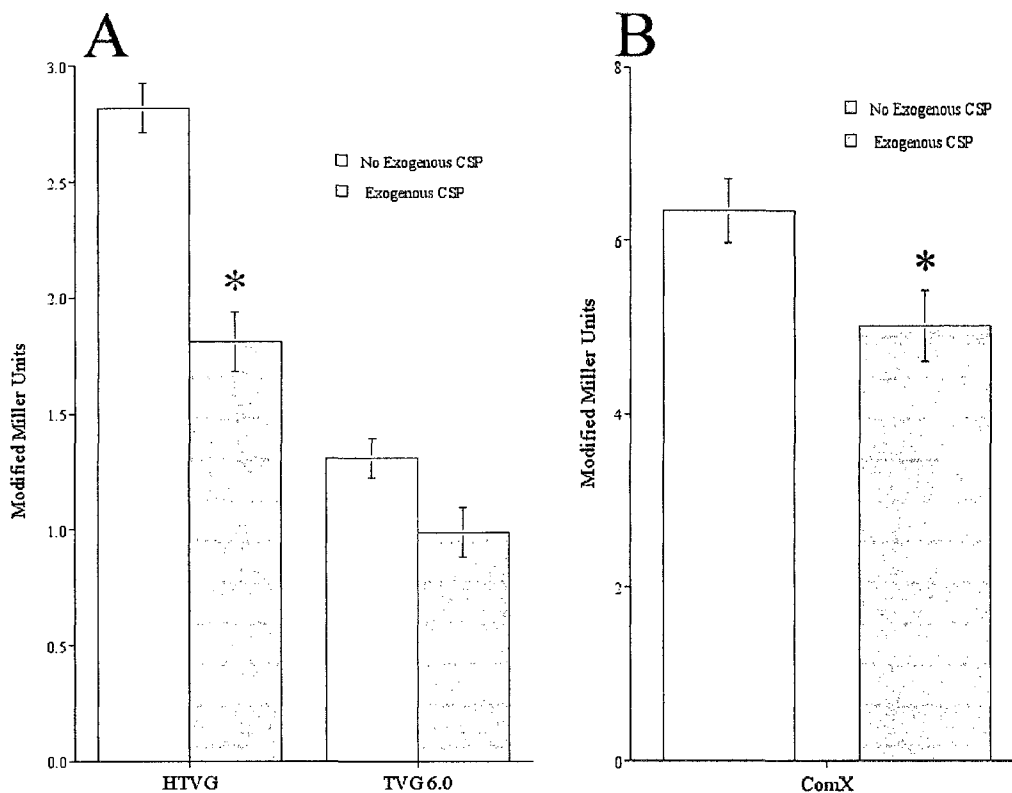 A
3.0
2.5
2.0
1.5
1.0
0.5
0.0
Modified Miller Units
No Exogenous CSP
Exogenous CSP
*
HTVG
TVG 6.0
B
8
6
4
2
0
Modified Miller Units
No Exogenous CSP
Exogenous CSP
*
ComX